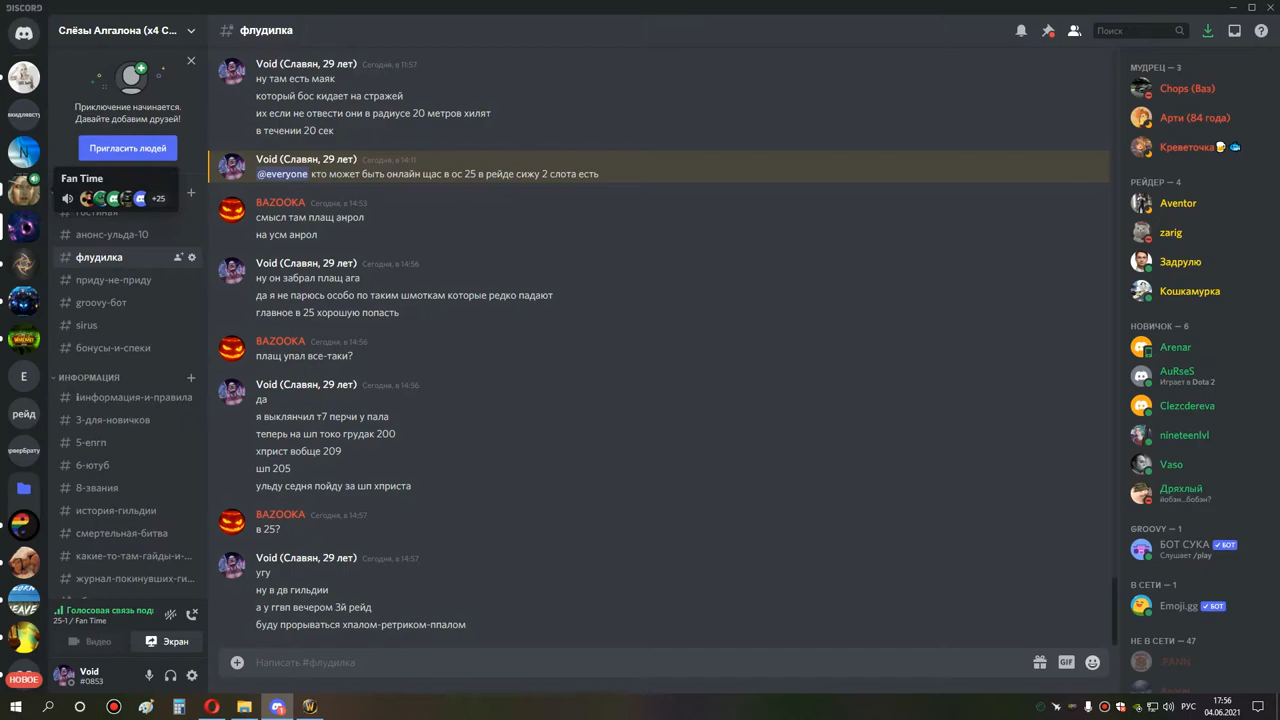 DISCORD
Слёзы Алгалона (x4 С...
флудилка
Поиск
Приключение начинается.
Давайте добавим друзей!
Пригласить людей
Fan Time
+25
гостиная
анонс-ульда-10
флудилка
приду-не-приду
groovy-бот
sirus
бонусы-и-спеки
ИНФОРМАЦИЯ
информация-и-правила
3-для-новичков
5-епгп
6-ютуб
8-звания
история-гильдии
смертельная-битва
какие-то-там-гайды-и-...
журнал-покинувших-ги...
E
рейд
НОВОЕ
Голосовая связь под
25-1 / Fan Time
Видео
Экран
Void
#0853
Void (Славян, 29 лет) Сегодня, в 11:57
ну там есть маяк
который бос кидает на стражей
их если не отвести они в радиусе 20 метров хилят
в течении 20 сек
Void (Славян, 29 лет) Сегодня, в 14:11
@everyone кто может быть онлайн щас в ос 25 в рейде сижу 2 слота есть
BAZOOKA Сегодня, в 14:53
смысл там плащ анрол
на усм анрол
Void (Славян, 29 лет) Сегодня, в 14:56
ну он забрал плащ ага
да я не парюсь особо по таким шмоткам которые редко падают
главное в 25 хорошую попасть
BAZOOKA Сегодня, в 14:56
плащ упал все-таки?
Void (Славян, 29 лет) Сегодня, в 14:56
да
я выклянчил т7 перчи у пала
теперь на шп токо грудак 200
хприст вобще 209
шп 205
ульду седня пойду за шп хприста
BAZOOKA Сегодня, в 14:57
в 25?
Void (Славян, 29 лет) Сегодня, в 14:57
угу
ну в дв гильдии
а у ггвп вечером 3й рейд
буду прорываться хпалом-ретриком-ппалом
Написать #флудилка
GIF
МУДРЕЦ — 3
Chops (Ваз)
Арти (84 года)
Креветочка
РЕЙДЕР — 4
Aventor
zarig
Задрулю
Кошкамурка
НОВИЧОК — 6
Arenar
AuRseS
Играет в Dota 2
Clezcdereva
nineteenlvl
Vaso
Дряхлый
йобэн...бобэн?
GROOVY — 1
БОТ СУКА БОТ
Слушает /play
В СЕТИ — 1
Emoji.gg БОТ
НЕ В СЕТИ — 47
РУС
17:56
04.06.2021